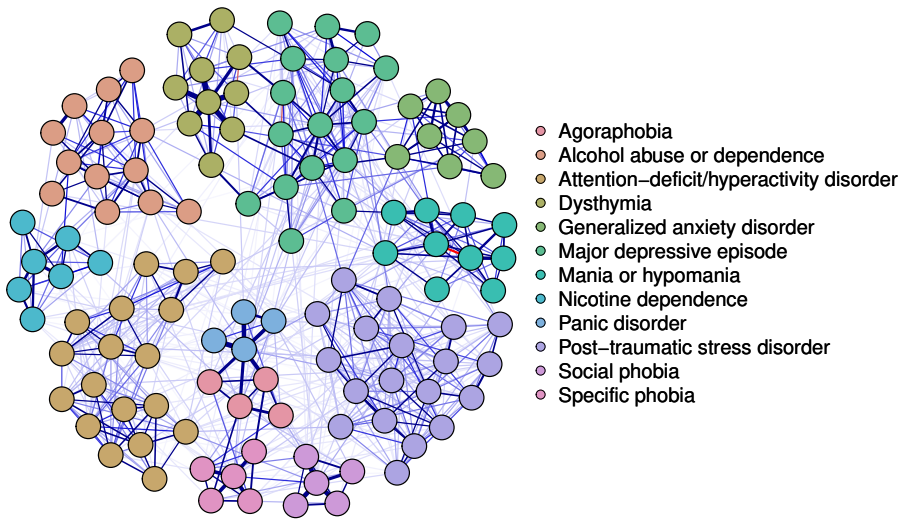 Agoraphobia
Alcohol abuse or dependence
Attention−deficit/hyperactivity disorder
Dysthymia
Generalized anxiety disorder
Major depressive episode
Mania or hypomania
Nicotine dependence
Panic disorder
Post−traumatic stress disorder
Social phobia
Specific phobia